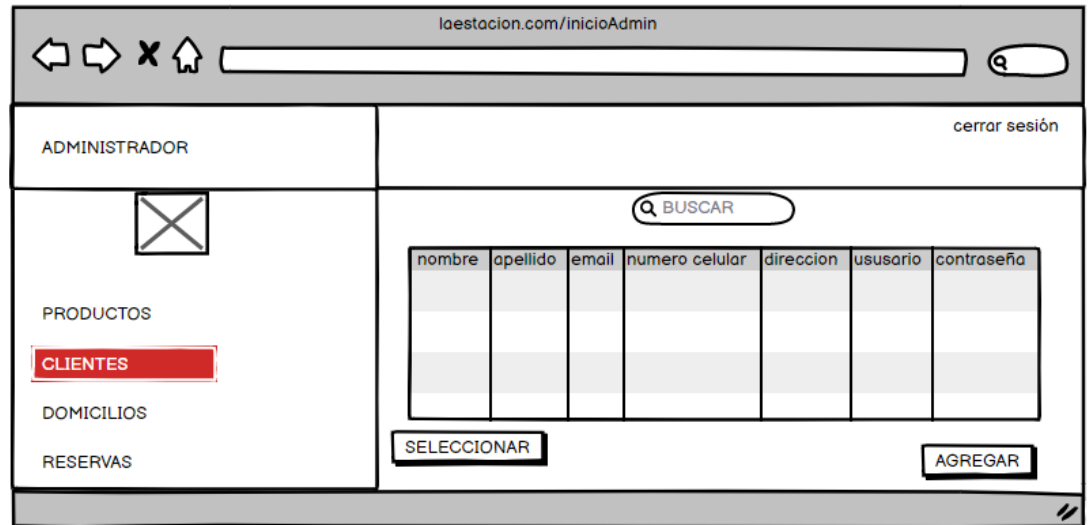 laestacion.com/inicioAdmin
cerrar sesión
ADMINISTRADOR
BUSCAR
nombre apellido email numero celular direccion ususario contraseña
PRODUCTOS
CLIENTES
DOMICILIOS
RESERVAS
SELECCIONAR
AGREGAR